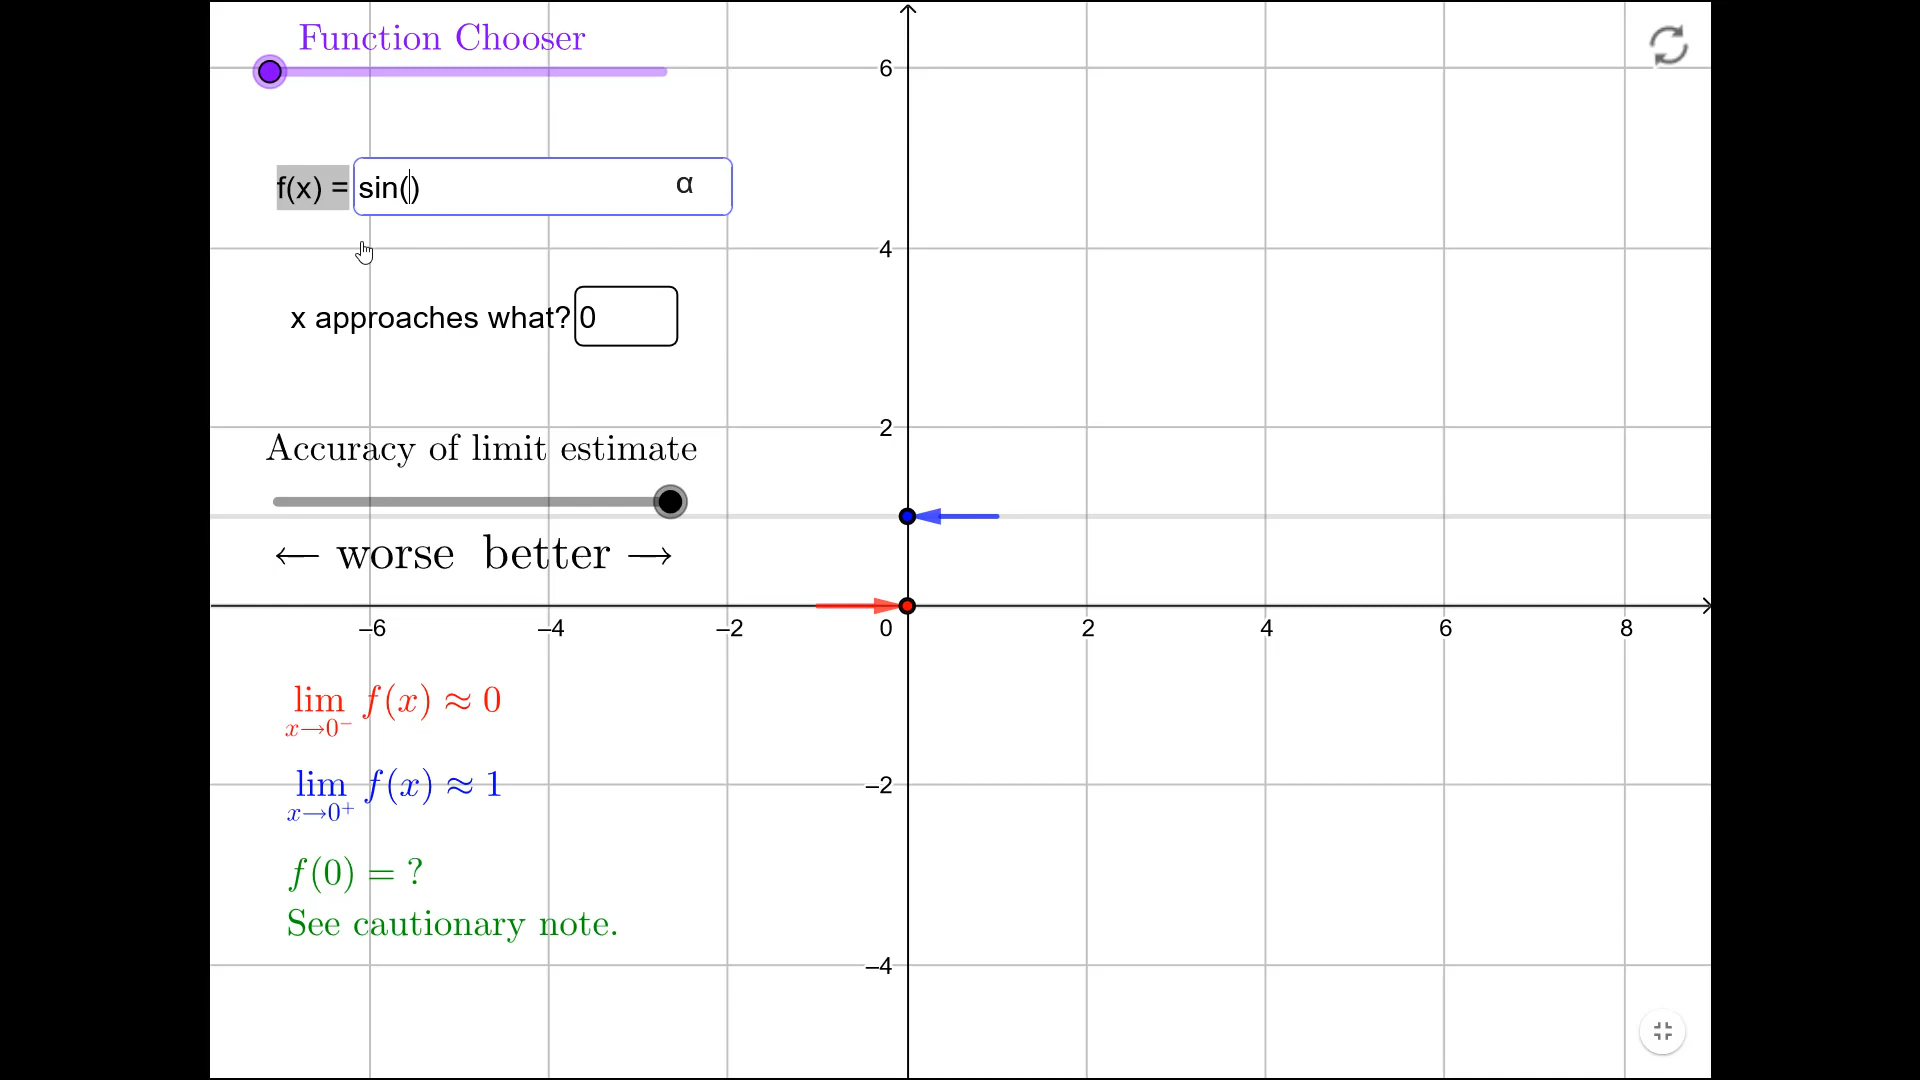 Function Chooser
f(x) = sin() α
x approaches what? 0
Accuracy of limit estimate
← worse better →
6
4
2
–6 –4 –2 0 2 4 6 8
–2
–4
lim f(x) ≈ 0
x→0⁻
lim f(x) ≈ 1
x→0⁺
f(0) = ?
See cautionary note.